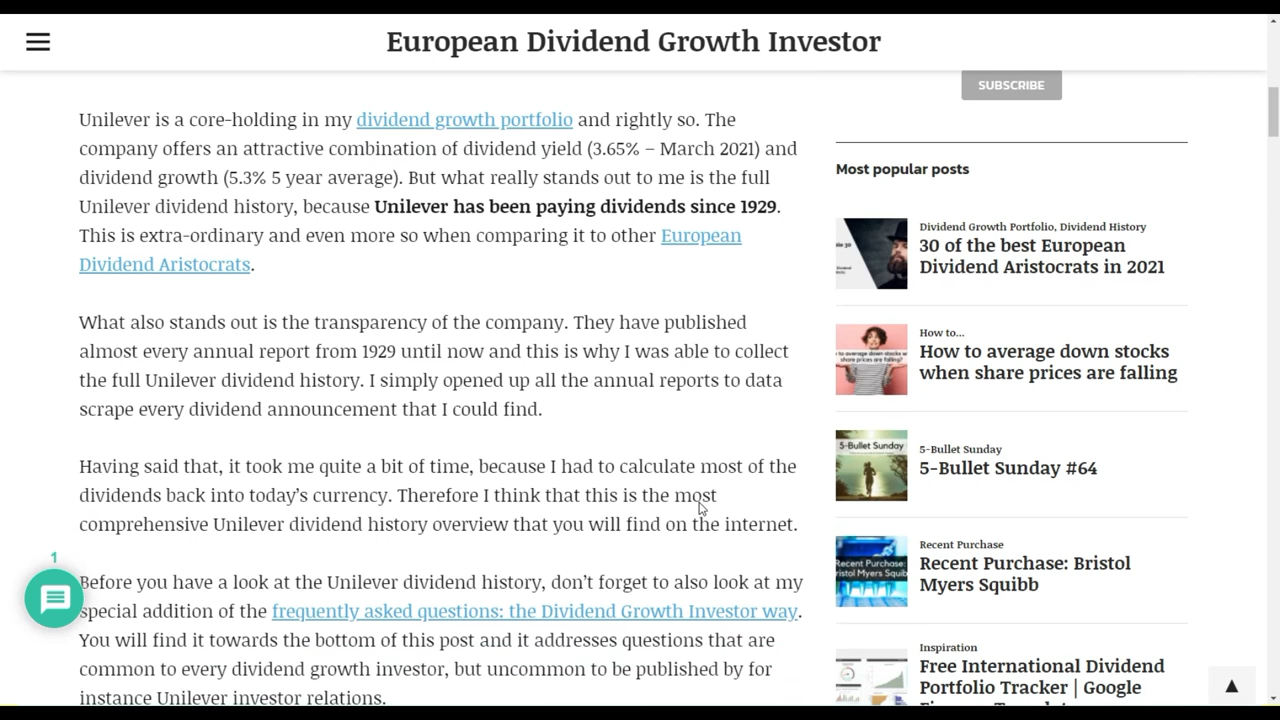 European Dividend Growth Investor
SUBSCRIBE
Unilever is a core-holding in my dividend growth portfolio and rightly so. The
company offers an attractive combination of dividend yield (3.65% – March 2021) and
dividend growth (5.3% 5 year average). But what really stands out to me is the full
Unilever dividend history, because Unilever has been paying dividends since 1929.
This is extra-ordinary and even more so when comparing it to other European
Dividend Aristocrats.
What also stands out is the transparency of the company. They have published
almost every annual report from 1929 until now and this is why I was able to collect
the full Unilever dividend history. I simply opened up all the annual reports to data
scrape every dividend announcement that I could find.
Having said that, it took me quite a bit of time, because I had to calculate most of the
dividends back into today's currency. Therefore I think that this is the most
comprehensive Unilever dividend history overview that you will find on the internet.
Before you take a look at the Unilever dividend history, don't forget to also look at my
special addition of the frequently asked questions: the Dividend Growth Investor way.
You will find it towards the bottom of this post and it addresses questions that are
common to every dividend growth investor, but uncommon to be published by for
instance Unilever investor relations.
1
Most popular posts
Dividend Growth Portfolio, Dividend History
30 of the best European
Dividend Aristocrats in 2021
How to...
How to average down stocks
when share prices are falling
5-Bullet Sunday
5-Bullet Sunday
5-Bullet Sunday #64
Recent Purchase:
Recent Purchase
Recent Purchase: Bristol
Myers Squibb
Inspiration
Free International Dividend
Portfolio Tracker | Google